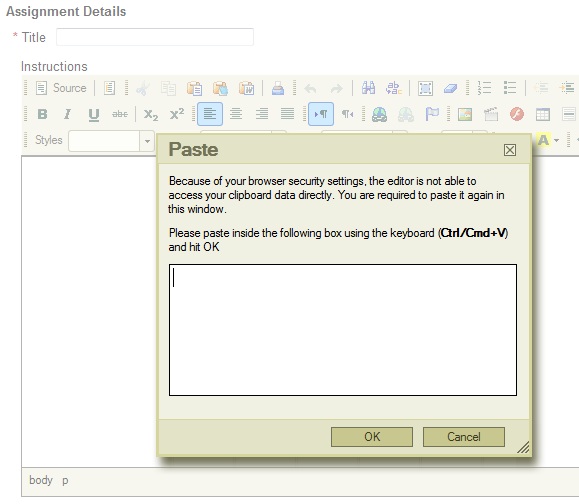 Assignment Details
* Title
Instructions
Source
B I U abc X₂ X²
Styles
A
Paste
Because of your browser security settings, the editor is not able to
access your clipboard data directly. You are required to paste it again in
this window.
Please paste inside the following box using the keyboard (Ctrl/Cmd+V)
and hit OK
OK Cancel
body p